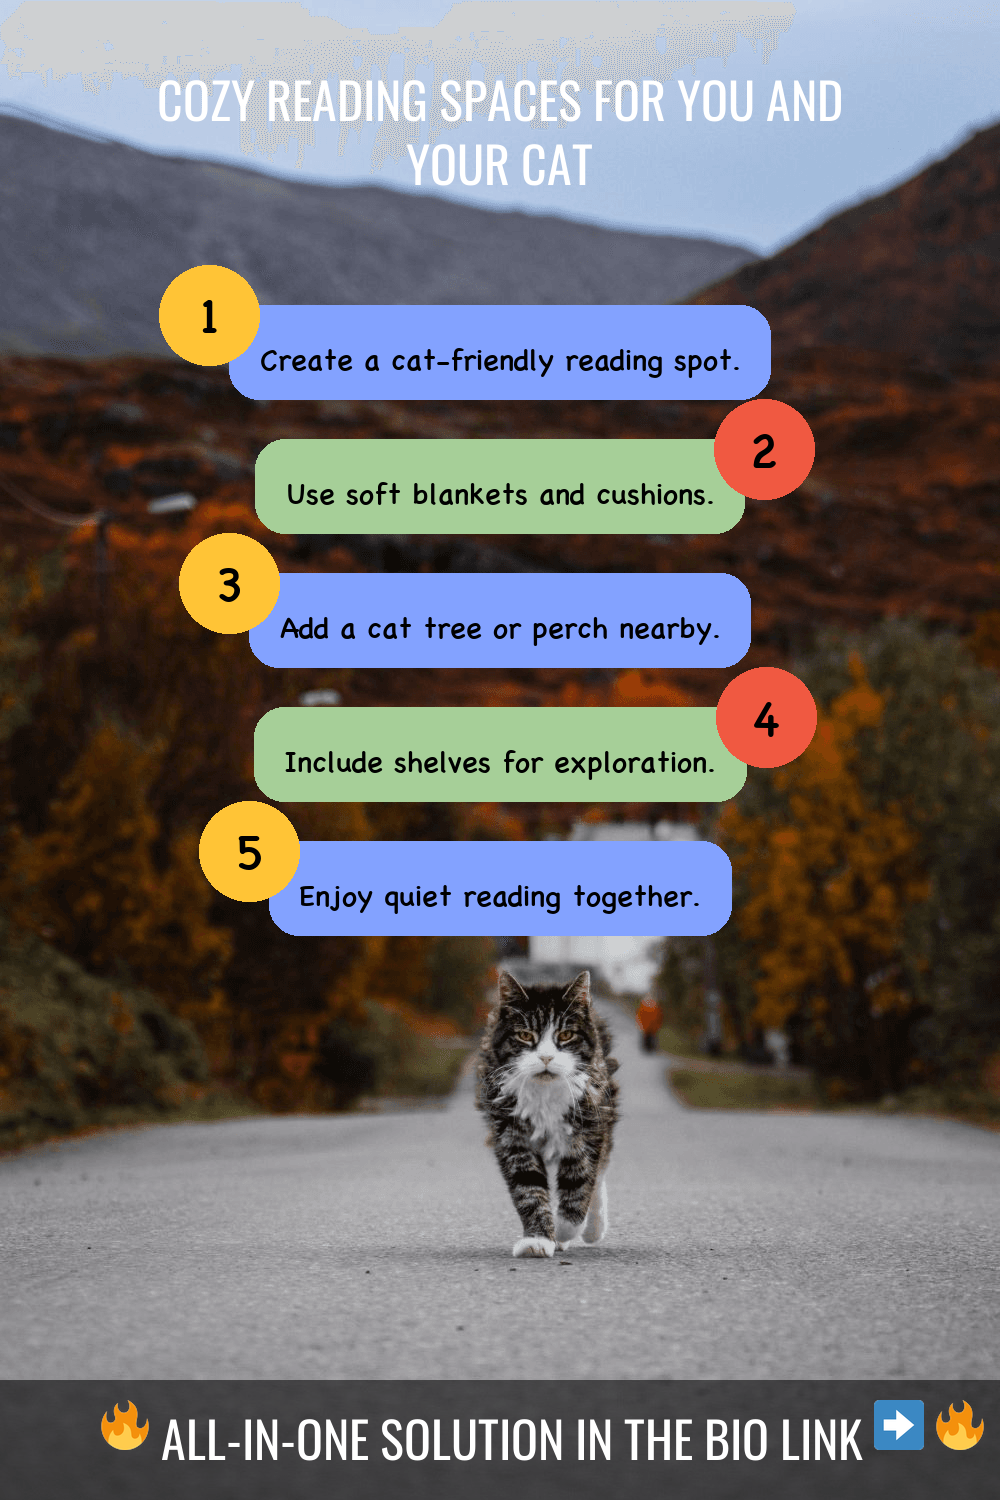 COZY READING SPACES FOR YOU AND
YOUR CAT
1
Create a cat-friendly reading spot.
2
Use soft blankets and cushions.
3
Add a cat tree or perch nearby.
4
Include shelves for exploration.
5
Enjoy quiet reading together.
🔥 ALL-IN-ONE SOLUTION IN THE BIO LINK ➡️ 🔥